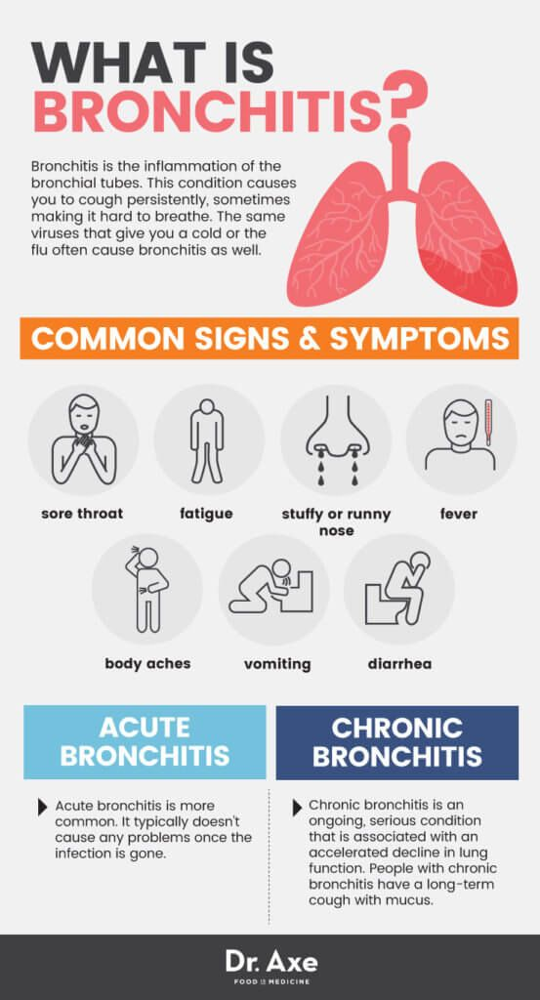 WHAT IS
BRONCHITIS?
Bronchitis is the inflammation of the
bronchial tubes. This condition causes
you to cough persistently, sometimes
making it hard to breathe. The same
viruses that give you a cold or the
flu often cause bronchitis as well.
COMMON SIGNS & SYMPTOMS
sore throat
fatigue
stuffy or runny
nose
fever
body aches
vomiting
diarrhea
ACUTE
BRONCHITIS
Acute bronchitis is more
common. It typically doesn't
cause any problems once the
infection is gone.
CHRONIC
BRONCHITIS
Chronic bronchitis is an
ongoing, serious condition
that is associated with an
accelerated decline in lung
function. People with chronic
bronchitis have a long-term
cough with mucus.
Dr. Axe
FOOD IS MEDICINE